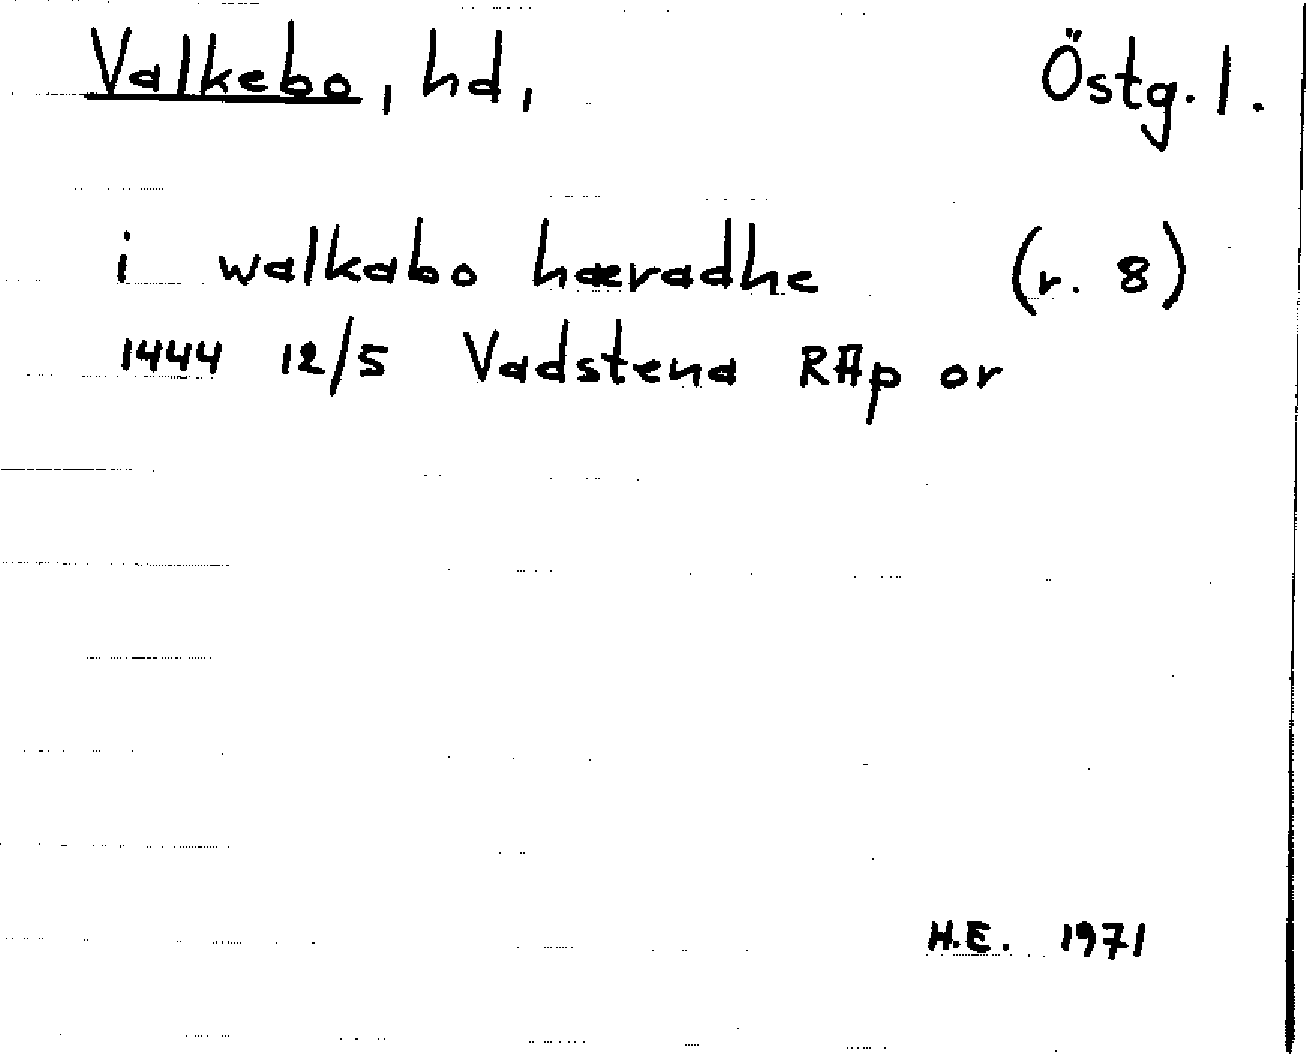 Valkebo, hd, Östg. l.
i walkabo hæradhe (r. 8)
1444 12/5 Vadstena RAp or
H.E. 1971